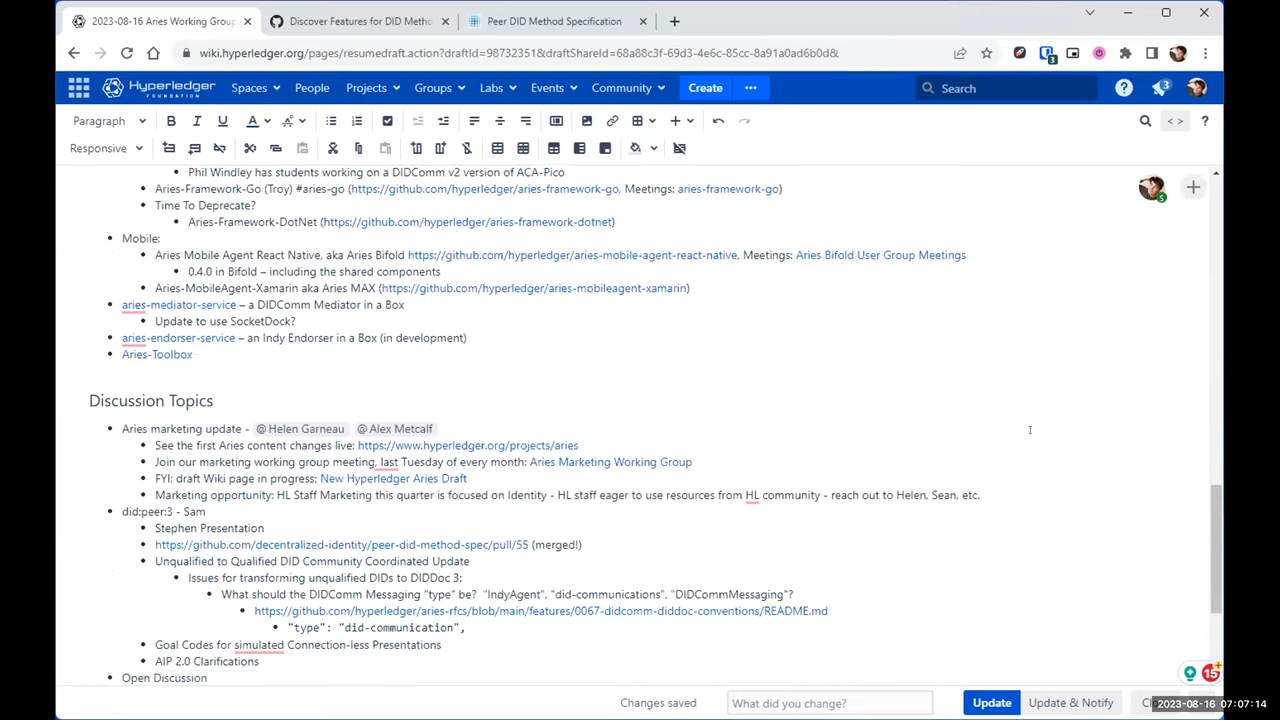 2023-08-16 Aries Working Group
Discover Features for DID Metho
Peer DID Method Specification
wiki.hyperledger.org/pages/resumedraft.action?draftId=98732351&draftShareId=68a88c3f-69d3-4e6c-85cc-8a91a0ad6b0d&
3
HYPERLEDGER FOUNDATION
Spaces People Projects Groups Labs Events Community Create ••• Search ? 3
Paragraph B I U A
Responsive
Phil Windley has students working on a DIDComm v2 version of ACA-Pico
Aries-Framework-Go (Troy) #aries-go (https://github.com/hyperledger/aries-framework-go, Meetings: aries-framework-go)
Time To Deprecate?
Aries-Framework-DotNet (https://github.com/hyperledger/aries-framework-dotnet)
Mobile:
Aries Mobile Agent React Native, aka Aries Bifold https://github.com/hyperledger/aries-mobile-agent-react-native, Meetings: Aries Bifold User Group Meetings
0.4.0 in Bifold – including the shared components
Aries-MobileAgent-Xamarin aka Aries MAX (https://github.com/hyperledger/aries-mobileagent-xamarin)
aries-mediator-service – a DIDComm Mediator in a Box
Update to use SocketDock?
aries-endorser-service – an Indy Endorser in a Box (in development)
Aries-Toolbox
Discussion Topics
Aries marketing update - @Helen Garneau @Alex Metcalf
See the first Aries content changes live: https://www.hyperledger.org/projects/aries
Join our marketing working group meeting, last Tuesday of every month: Aries Marketing Working Group
FYI: draft Wiki page in progress: New Hyperledger Aries Draft
Marketing opportunity: HL Staff Marketing this quarter is focused on Identity - HL staff eager to use resources from HL community - reach out to Helen, Sean, etc.
did:peer:3 - Sam
Stephen Presentation
https://github.com/decentralized-identity/peer-did-method-spec/pull/55 (merged!)
Unqualified to Qualified DID Community Coordinated Update
Issues for transforming unqualified DIDs to DIDDoc 3:
What should the DIDComm Messaging "type" be? "IndyAgent", "did-communications", "DIDCommMessaging"?
https://github.com/hyperledger/aries-rfcs/blob/main/features/0067-didcomm-diddoc-conventions/README.md
"type": "did-communication",
Goal Codes for simulated Connection-less Presentations
AIP 2.0 Clarifications
Open Discussion
15
Changes saved What did you change? Update Update & Notify
2023-08-16 07:07:14